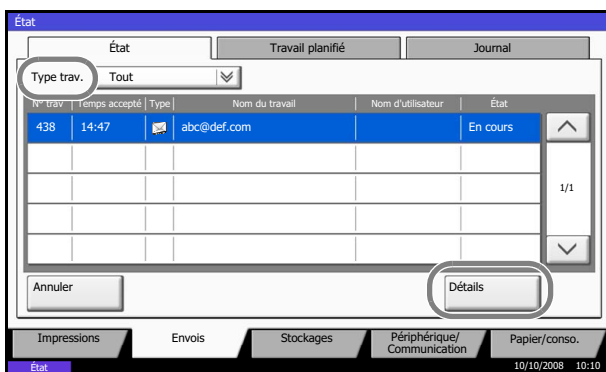 État
État Travail planifié Journal
Type trav. Tout
N° trav Temps accepté Type Nom du travail Nom d'utilisateur État
438 14:47 abc@def.com En cours
1/1
Annuler Détails
Impressions Envois Stockages Périphérique/ Papier/conso.
Communication
État 10/10/2008 10:10